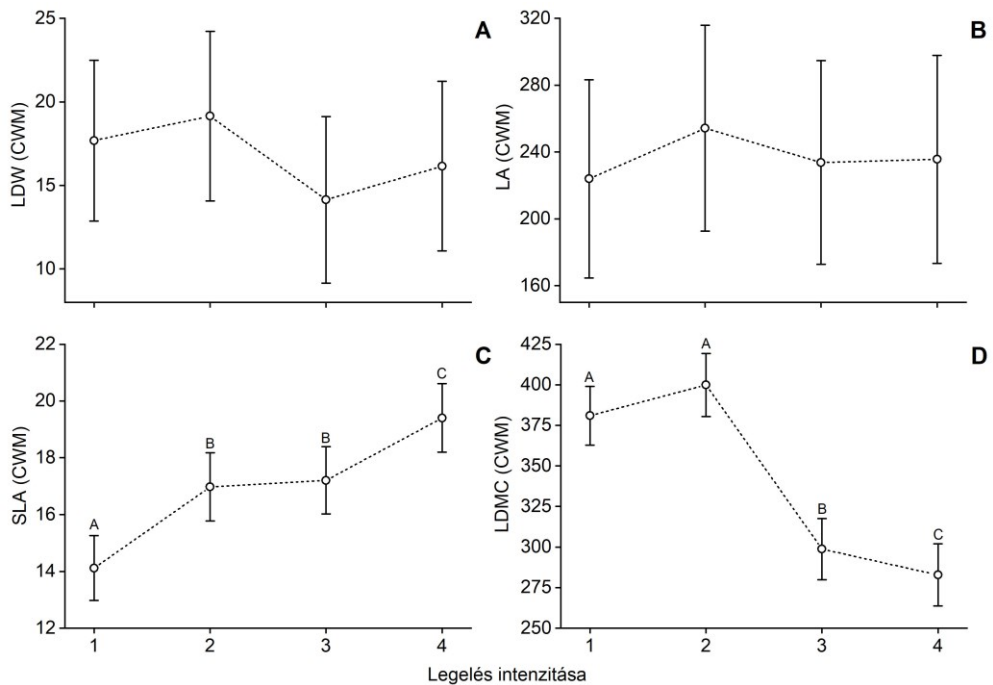 25
20
15
10
LDW (CWM)
A
320
280
240
200
160
LA (CWM)
B
22
20
18
16
14
12
SLA (CWM)
C
A
B
B
C
1 2 3 4
425
400
375
350
325
300
275
250
LDMC (CWM)
D
A
A
B
C
1 2 3 4
Legelés intenzitása